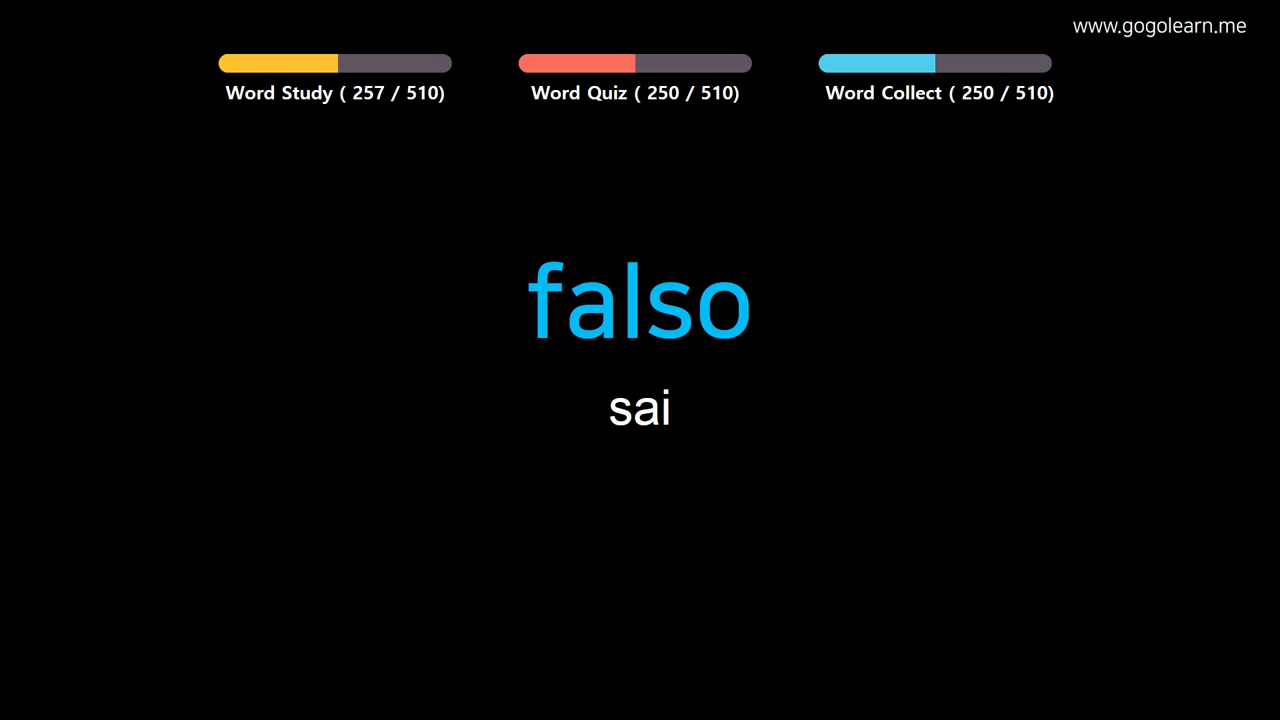 www.gogolearn.me
Word Study ( 257 / 510)
Word Quiz ( 250 / 510)
Word Collect ( 250 / 510)
falso
sai